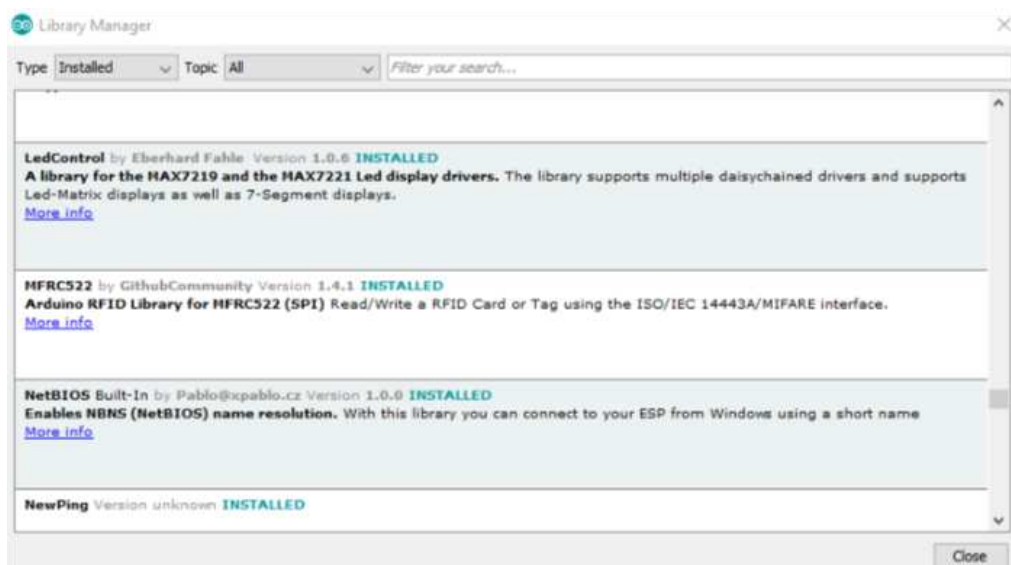 Library Manager
Type Installed Topic All Filter your search...
LedControl by Eberhard Fahle Version 1.0.6 INSTALLED
A library for the MAX7219 and the MAX7221 Led display drivers. The library supports multiple daisychained drivers and supports
Led-Matrix displays as well as 7-Segment displays.
More info
MFRC522 by GithubCommunity Version 1.4.1 INSTALLED
Arduino RFID Library for MFRC522 (SPI) Read/Write a RFID Card or Tag using the ISO/IEC 14443A/MIFARE interface.
More info
NetBIOS Built-In by Pablo@xpablo.cz Version 1.0.0 INSTALLED
Enables NBNS (NetBIOS) name resolution. With this library you can connect to your ESP from Windows using a short name
More info
NewPing Version unknown INSTALLED
Close